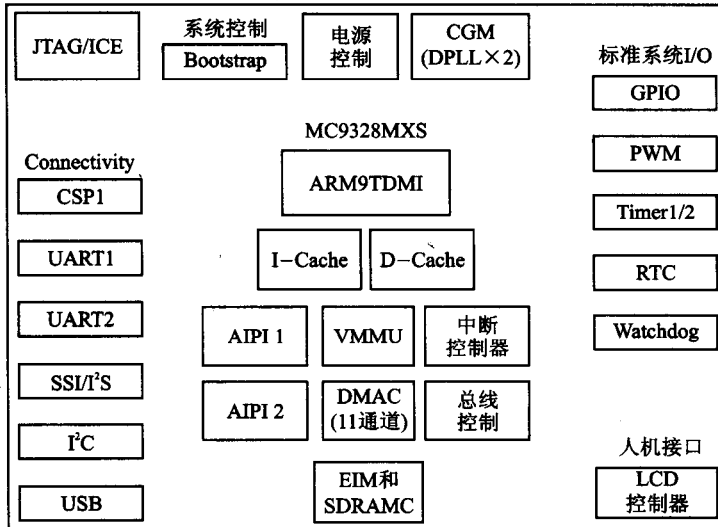 JTAG/ICE
系统控制
Bootstrap
电源
控制
CGM
(DPLL×2)
标准系统I/O
GPIO
PWM
Timer1/2
RTC
Watchdog
MC9328MXS
ARM9TDMI
I-Cache
D-Cache
AIPI 1
VMMU
中断
控制器
AIPI 2
DMAC
(11通道)
总线
控制
EIM和
SDRAMC
Connectivity
CSP1
UART1
UART2
SSI/I²S
I²C
USB
人机接口
LCD
控制器